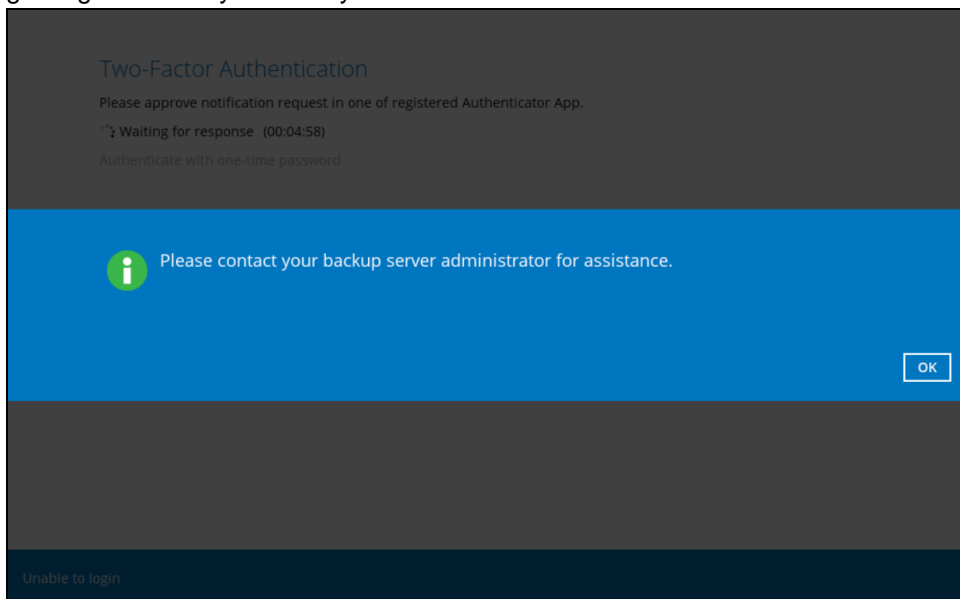 Two-Factor Authentication
Please approve notification request in one of registered Authenticator App.
Waiting for response (00:04:58)
Authenticate with one-time password
Please contact your backup server administrator for assistance.
OK
Unable to login